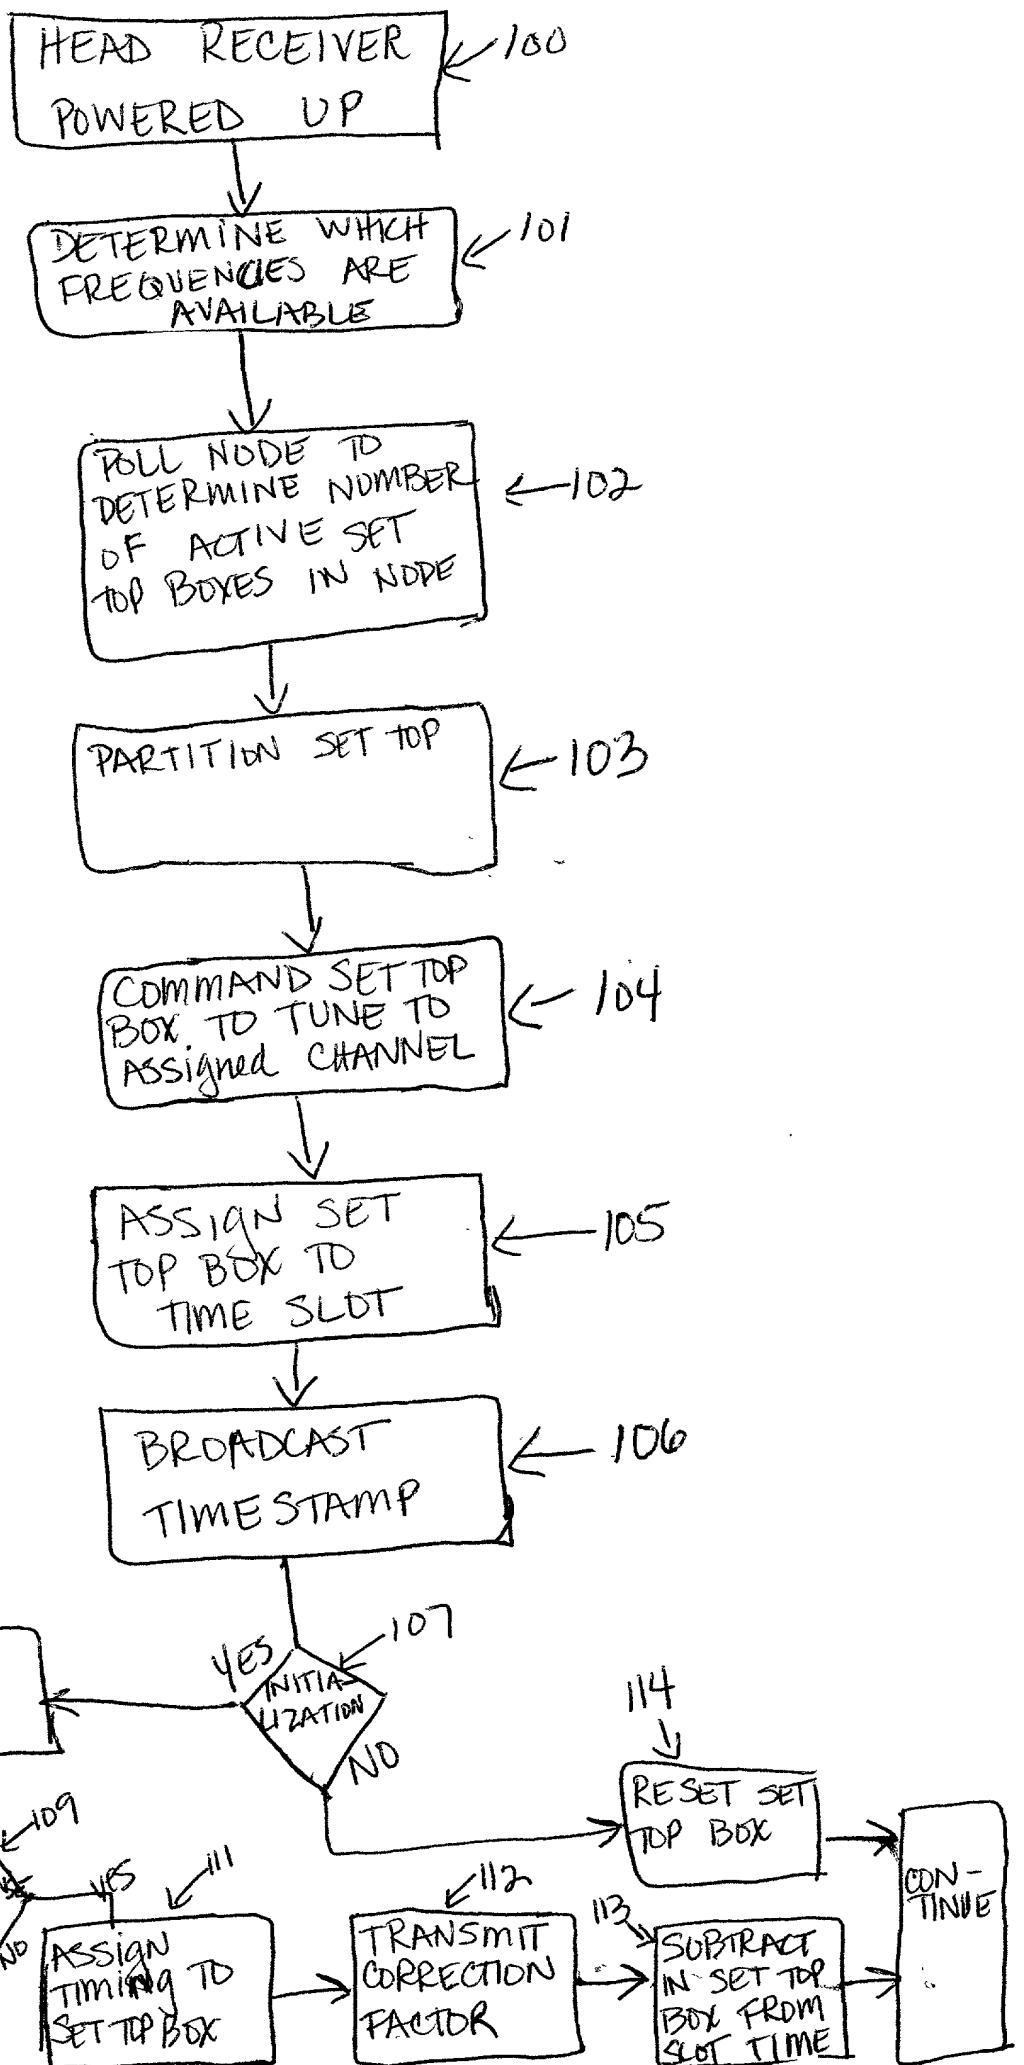 HEAD RECEIVER
POWERED UP
100
DETERMINE WHICH
FREQUENCIES ARE
AVAILABLE
101
POLL NODE TO
DETERMINE NUMBER
OF ACTIVE SET
TOP BOXES IN NODE
102
PARTITION SET TOP
103
COMMAND SET TOP
BOX TO TUNE TO
ASSigned CHANNEL
104
ASSIGN SET
TOP BOX TO
TIME SLOT
105
BROADCAST
TIMESTAMP
106
107
YES
INITIA-
LIZATION
NO
114
RESET SET
TOP BOX
CON-
TINUE
109
YES
NO
111
ASSIGN
TIMING TO
SET TOP BOX
112
TRANSMIT
CORRECTION
FACTOR
113
SUBTRACT
IN SET TOP
BOX FROM
SLOT TIME